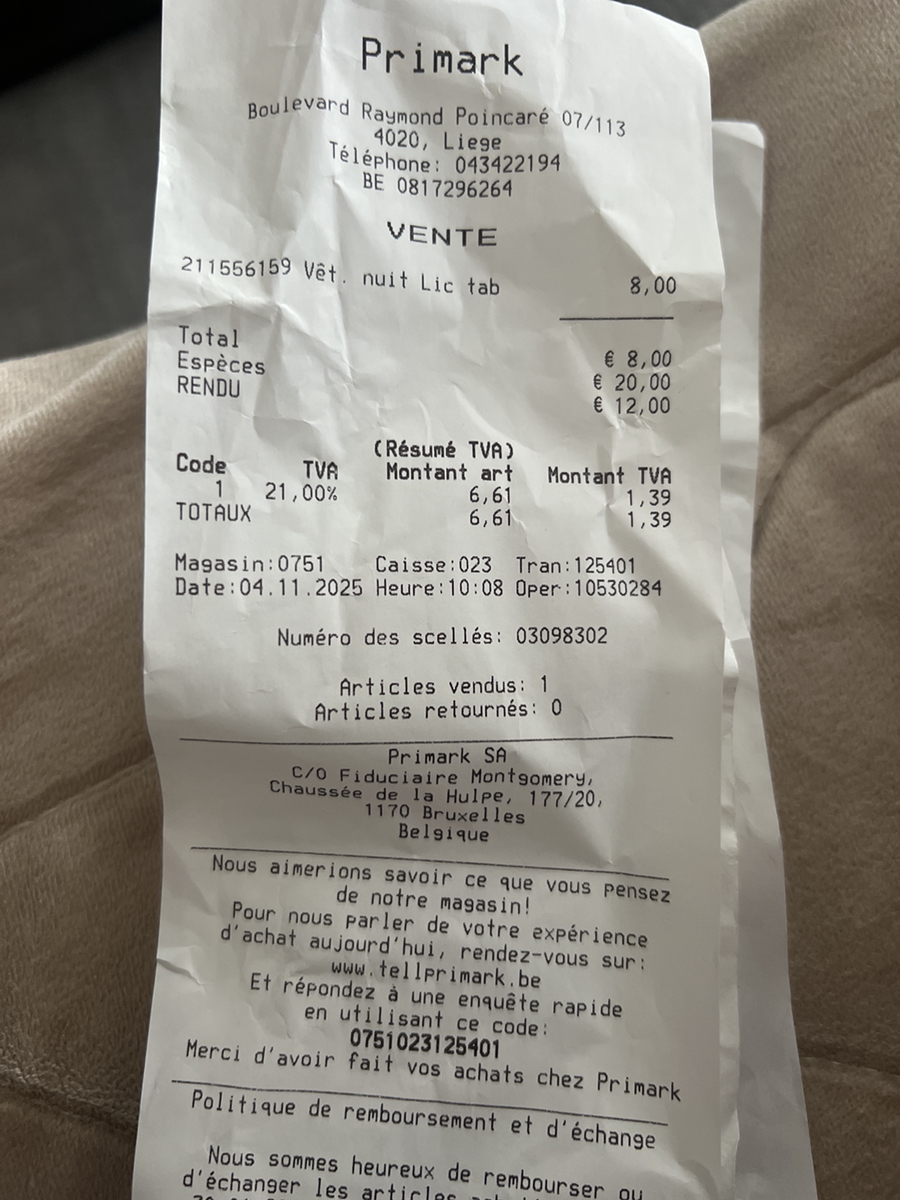 Primark
Boulevard Raymond Poincaré 07/113
4020, Liege
Téléphone: 043422194
BE 0817296264
VENTE
211556159 Vêt. nuit Lic tab 8,00
Total € 8,00
Espèces € 20,00
RENDU € 12,00
(Résumé TVA)
Code TVA Montant art Montant TVA
1 21,00% 6,61 1,39
TOTAUX 6,61 1,39
Magasin:0751 Caisse:023 Tran:125401
Date:04.11.2025 Heure:10:08 Oper:10530284
Numéro des scellés: 03098302
Articles vendus: 1
Articles retournés: 0
Primark SA
C/O Fiduciaire Montgomery,
Chaussée de la Hulpe, 177/20,
1170 Bruxelles
Belgique
Nous aimerions savoir ce que vous pensez
de notre magasin!
Pour nous parler de votre expérience
d'achat aujourd'hui, rendez-vous sur:
www.tellprimark.be
Et répondez à une enquête rapide
en utilisant ce code:
0751023125401
Merci d'avoir fait vos achats chez Primark
Politique de remboursement et d'échange
Nous sommes heureux de rembourser ou
d'échanger les articles